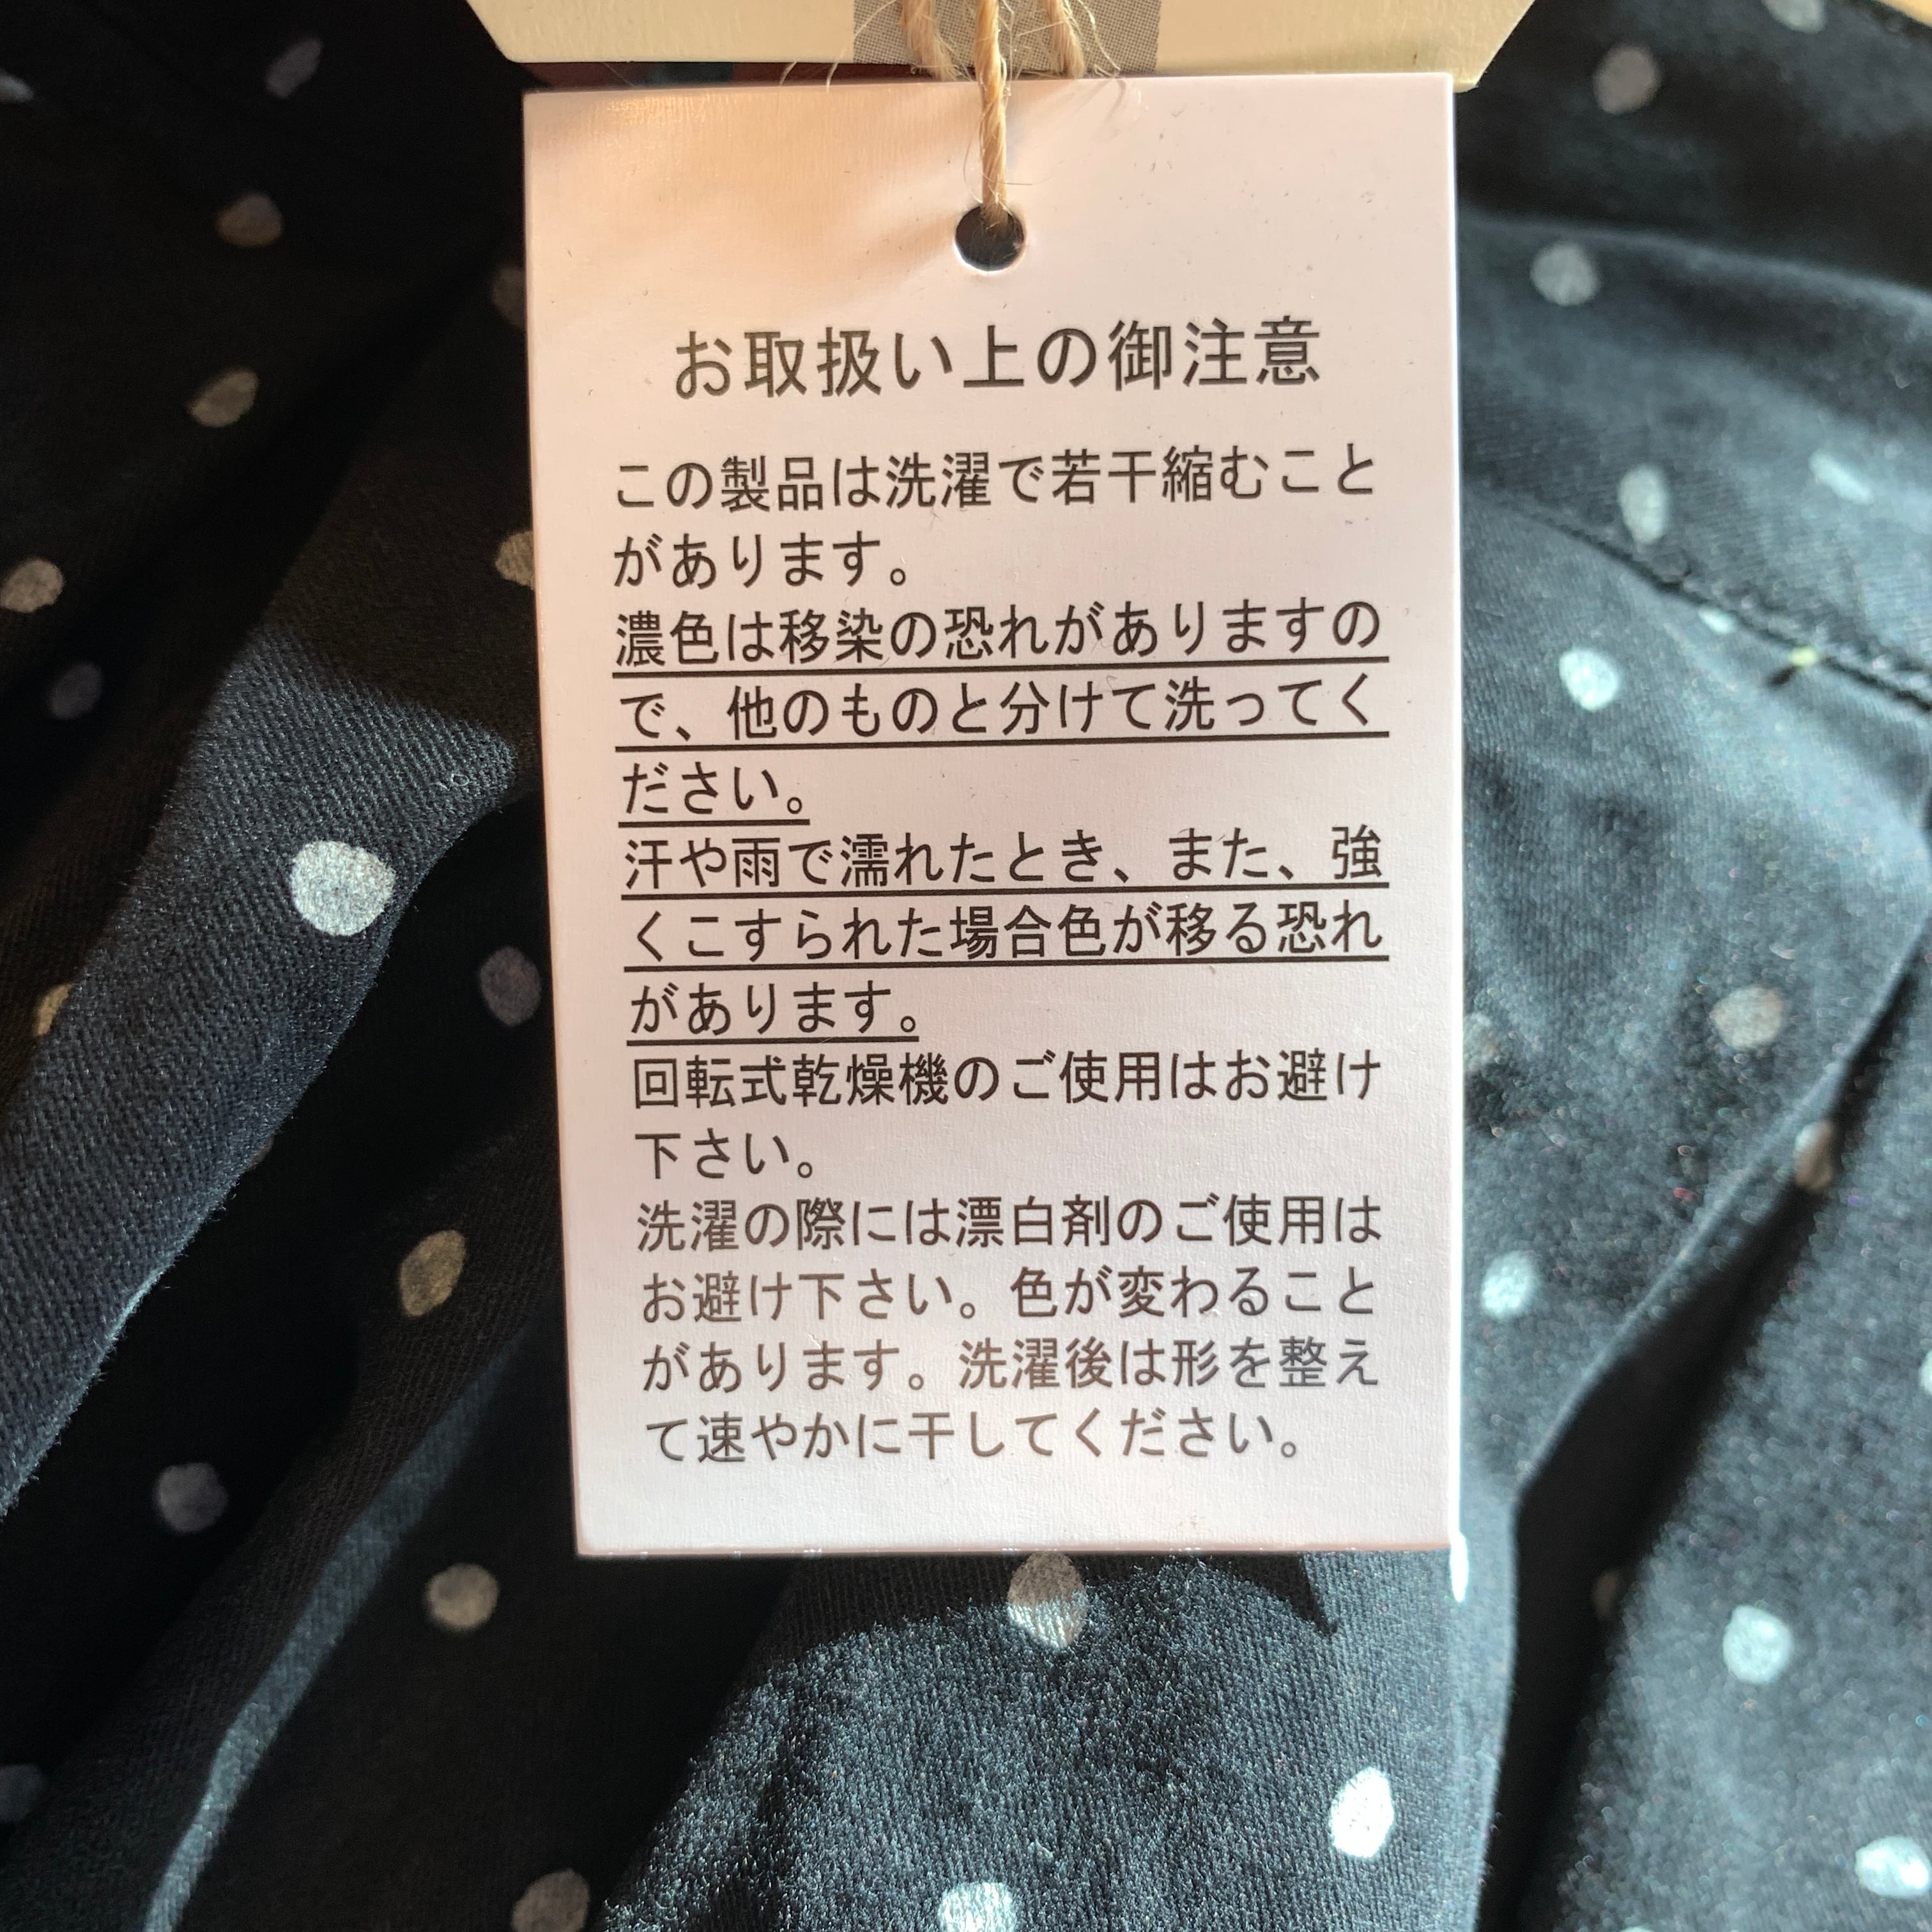 お取扱い上の御注意
この製品は洗濯で若干縮むこと
があります。
濃色は移染の恐れがありますの
で、他のものと分けて洗ってく
ださい。
汗や雨で濡れたとき、また、強
くこすられた場合色が移る恐れ
があります。
回転式乾燥機のご使用はお避け
下さい。
洗濯の際には漂白剤のご使用は
お避け下さい。色が変わること
があります。洗濯後は形を整え
て速やかに干してください。